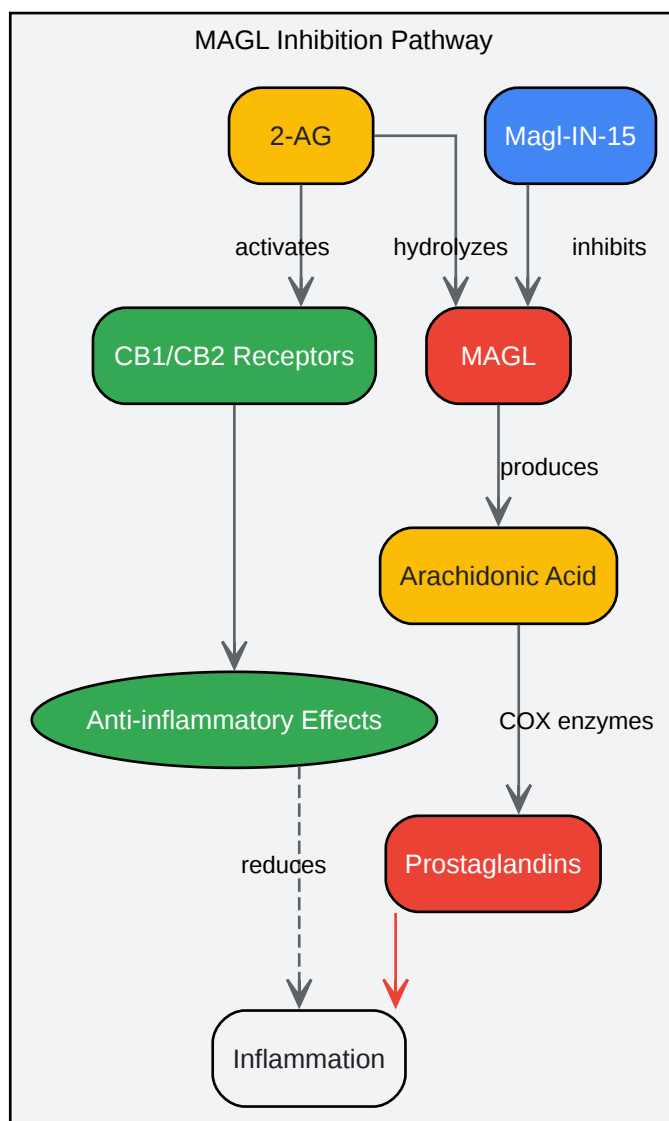 MAGL Inhibition Pathway
2-AG
Magl-IN-15
activates
hydrolyzes
inhibits
CB1/CB2 Receptors
MAGL
produces
Arachidonic Acid
Anti-inflammatory Effects
COX enzymes
reduces
Prostaglandins
Inflammation